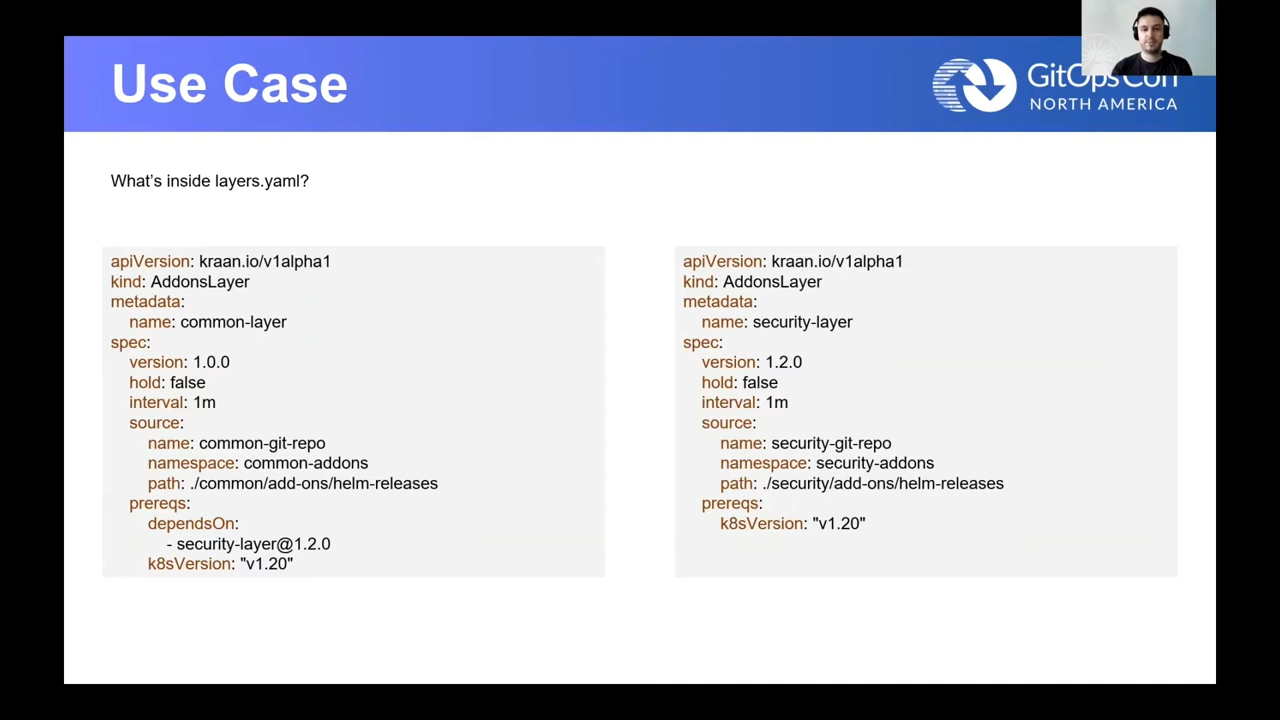 Use Case
GitOpsCon
NORTH AMERICA
What's inside layers.yaml?
apiVersion: kraan.io/v1alpha1
kind: AddonsLayer
metadata:
name: common-layer
spec:
version: 1.0.0
hold: false
interval: 1m
source:
name: common-git-repo
namespace: common-addons
path: ./common/add-ons/helm-releases
prereqs:
dependsOn:
- security-layer@1.2.0
k8sVersion: "v1.20"
apiVersion: kraan.io/v1alpha1
kind: AddonsLayer
metadata:
name: security-layer
spec:
version: 1.2.0
hold: false
interval: 1m
source:
name: security-git-repo
namespace: security-addons
path: ./security/add-ons/helm-releases
prereqs:
k8sVersion: "v1.20"